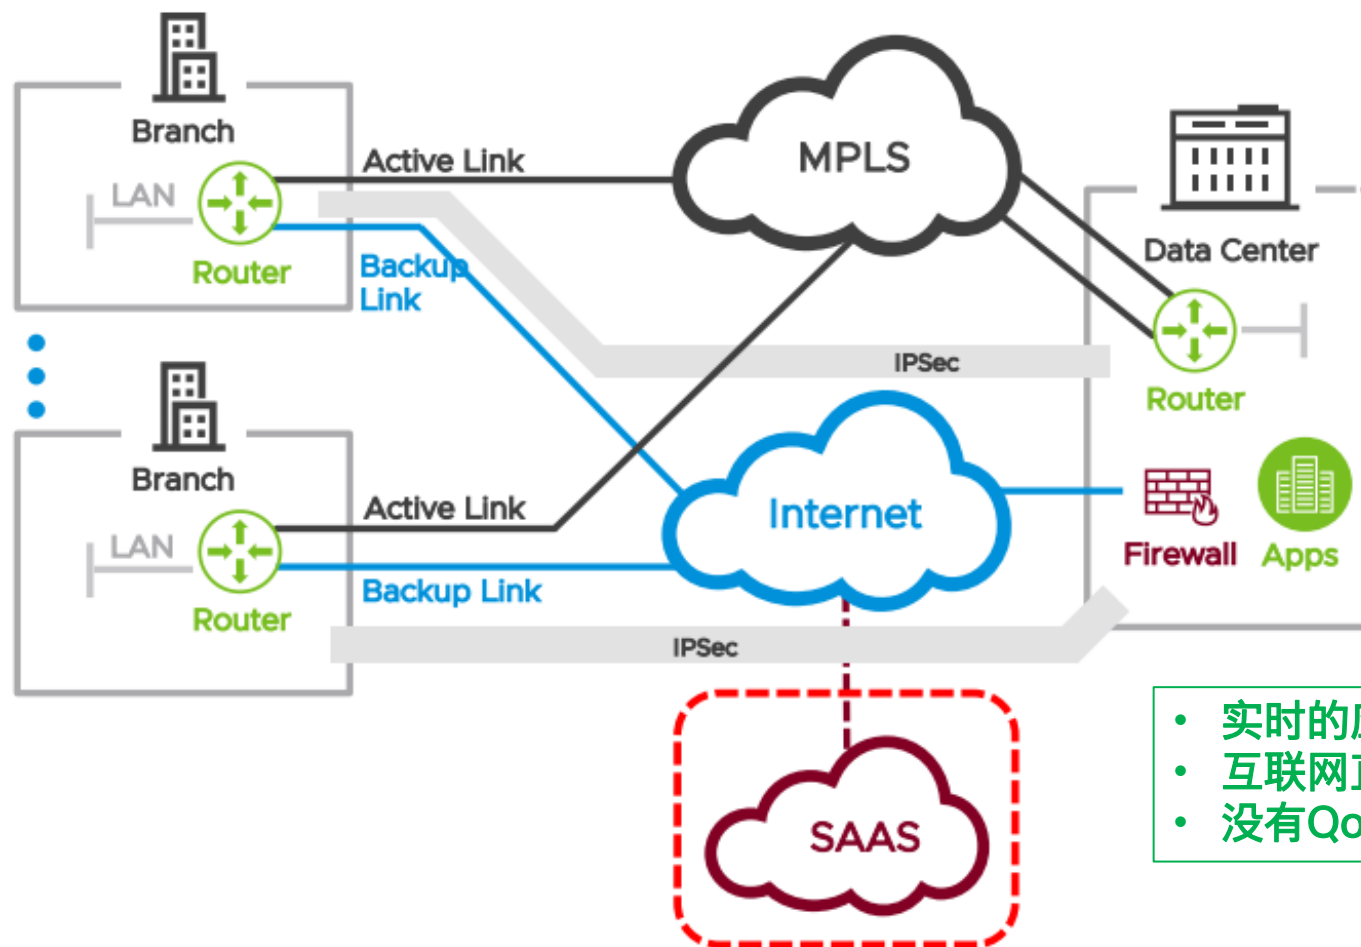 Branch
Active Link
MPLS
LAN
Router
Backup
Link
Data Center
IPSec
Router
Branch
Active Link
Internet
LAN
Firewall
Apps
Backup Link
Router
IPSec
• 实时的
• 互联网
• 没有Qo
SAAS